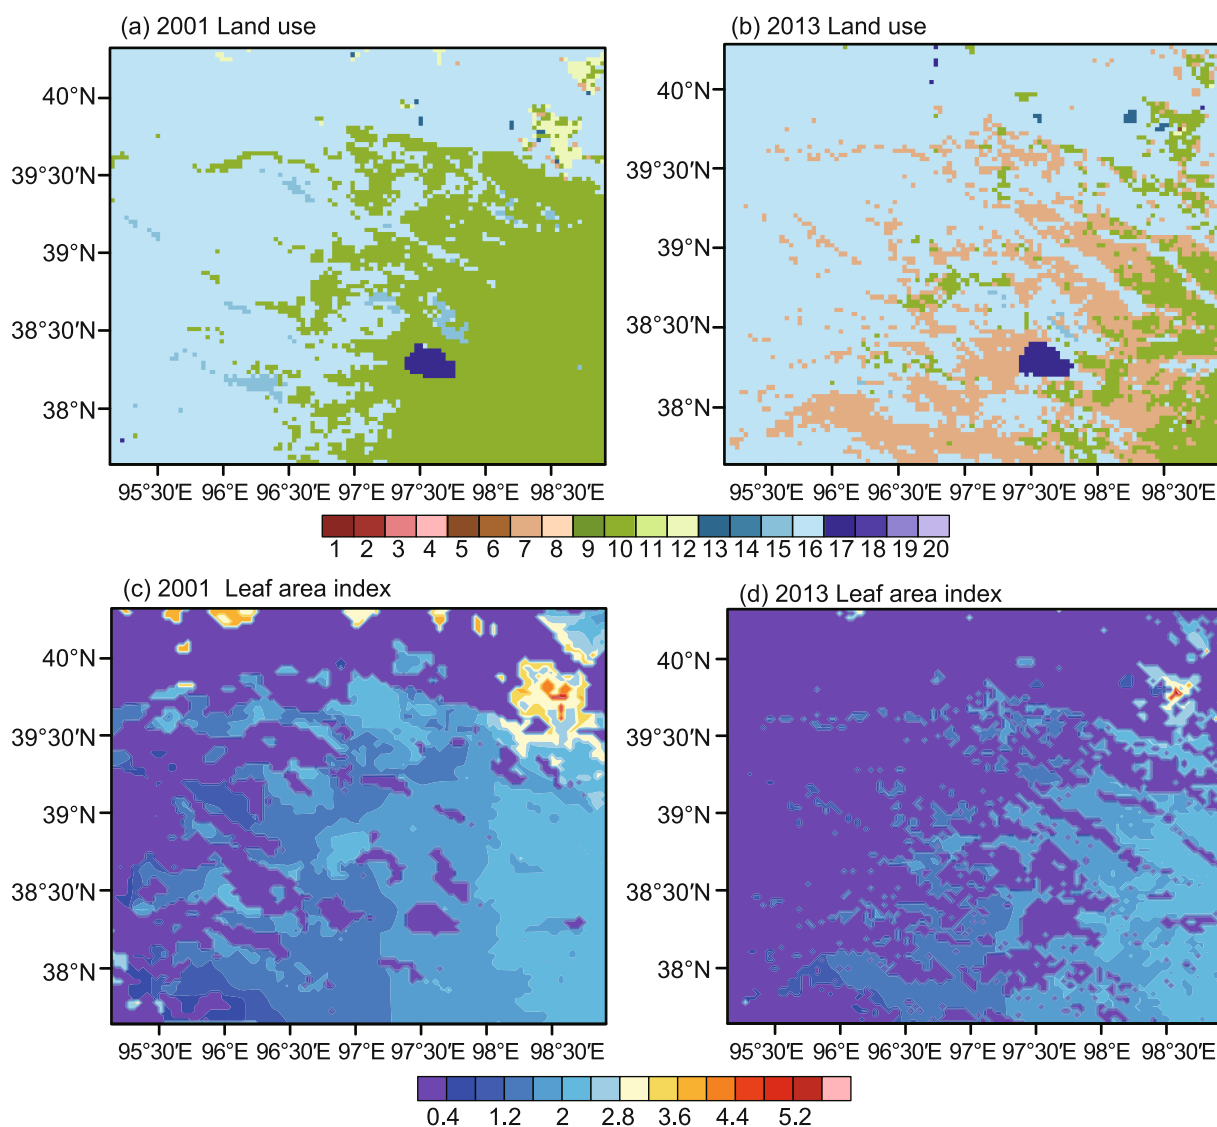 (a) 2001 Land use
(b) 2013 Land use
40°N
39°30′N
39°N
38°30′N
38°N
95°30′E 96°E 96°30′E 97°E 97°30′E 98°E 98°30′E
40°N
39°30′N
39°N
38°30′N
38°N
95°30′E 96°E 96°30′E 97°E 97°30′E 98°E 98°30′E
1 2 3 4 5 6 7 8 9 10 11 12 13 14 15 16 17 18 19 20
(c) 2001 Leaf area index
(d) 2013 Leaf area index
40°N
39°30′N
39°N
38°30′N
38°N
95°30′E 96°E 96°30′E 97°E 97°30′E 98°E 98°30′E
40°N
39°30′N
39°N
38°30′N
38°N
95°30′E 96°E 96°30′E 97°E 97°30′E 98°E 98°30′E
0.4 1.2 2 2.8 3.6 4.4 5.2